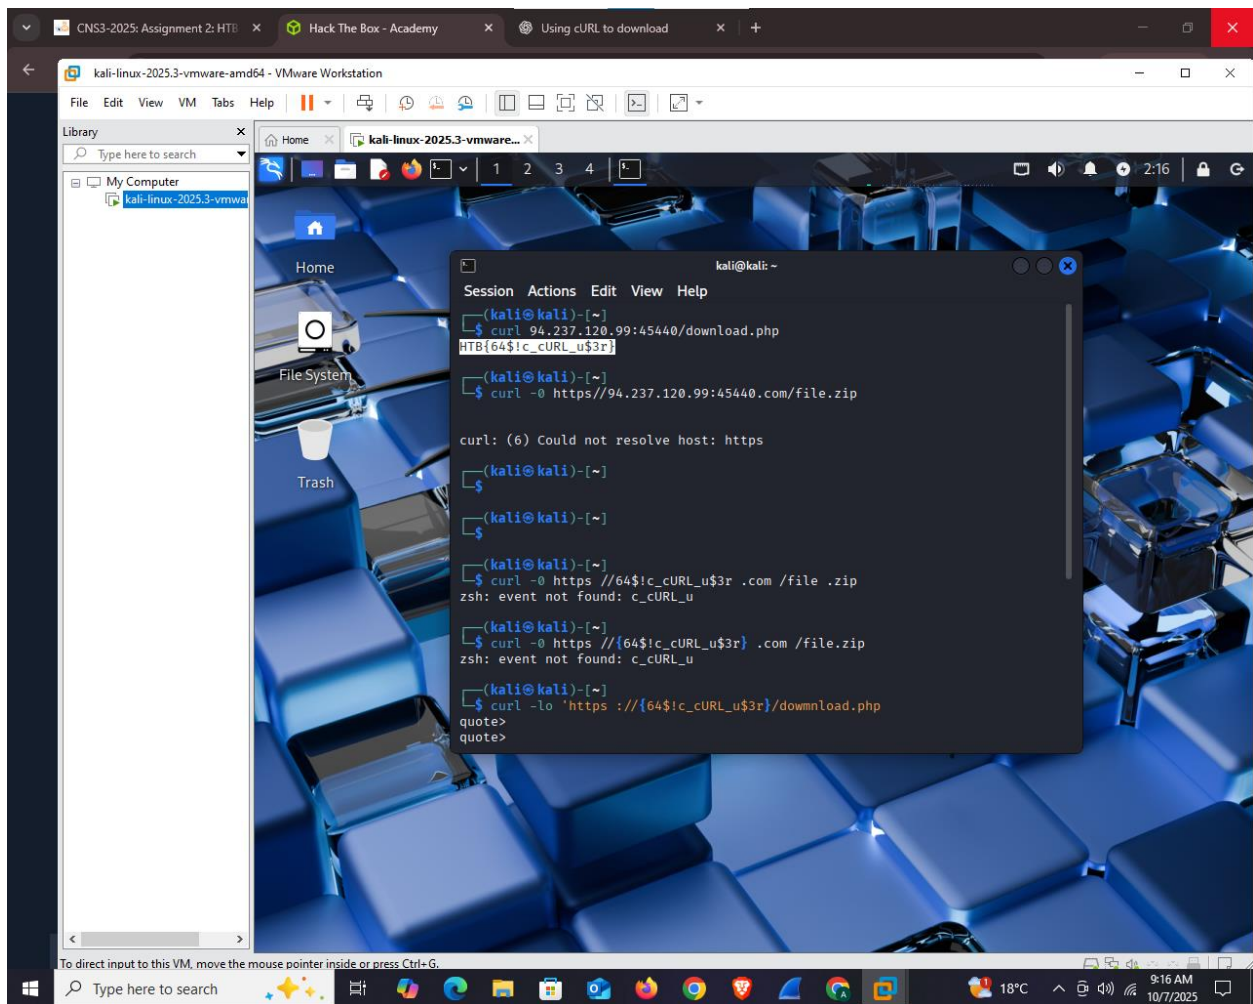 CNS3-2025: Assignment 2: HTB
Hack The Box - Academy
Using cURL to download
kali-linux-2025.3-vmware-amd64 - VMware Workstation
File Edit View VM Tabs Help
Library
Home
kali-linux-2025.3-vmware...
Type here to search
1 2 3 4
2:16
My Computer
kali-linux-2025.3-vmwar
Home
File System
Trash
kali@kali: ~
Session Actions Edit View Help
┌──(kali㉿kali)-[~]
└─$ curl 94.237.120.99:45440/download.php
HTB{64$!c_cURL_u$3r}
┌──(kali㉿kali)-[~]
└─$ curl -0 https//94.237.120.99:45440.com/file.zip
curl: (6) Could not resolve host: https
┌──(kali㉿kali)-[~]
└─$
┌──(kali㉿kali)-[~]
└─$
┌──(kali㉿kali)-[~]
└─$ curl -0 https //64$!c_cURL_u$3r .com /file .zip
zsh: event not found: c_cURL_u
┌──(kali㉿kali)-[~]
└─$ curl -0 https //{64$!c_cURL_u$3r} .com /file.zip
zsh: event not found: c_cURL_u
┌──(kali㉿kali)-[~]
└─$ curl -lo 'https ://{64$!c_cURL_u$3r}/dowmnload.php
quote>
quote>
To direct input to this VM, move the mouse pointer inside or press Ctrl+G.
Type here to search
18°C
9:16 AM
10/7/2025